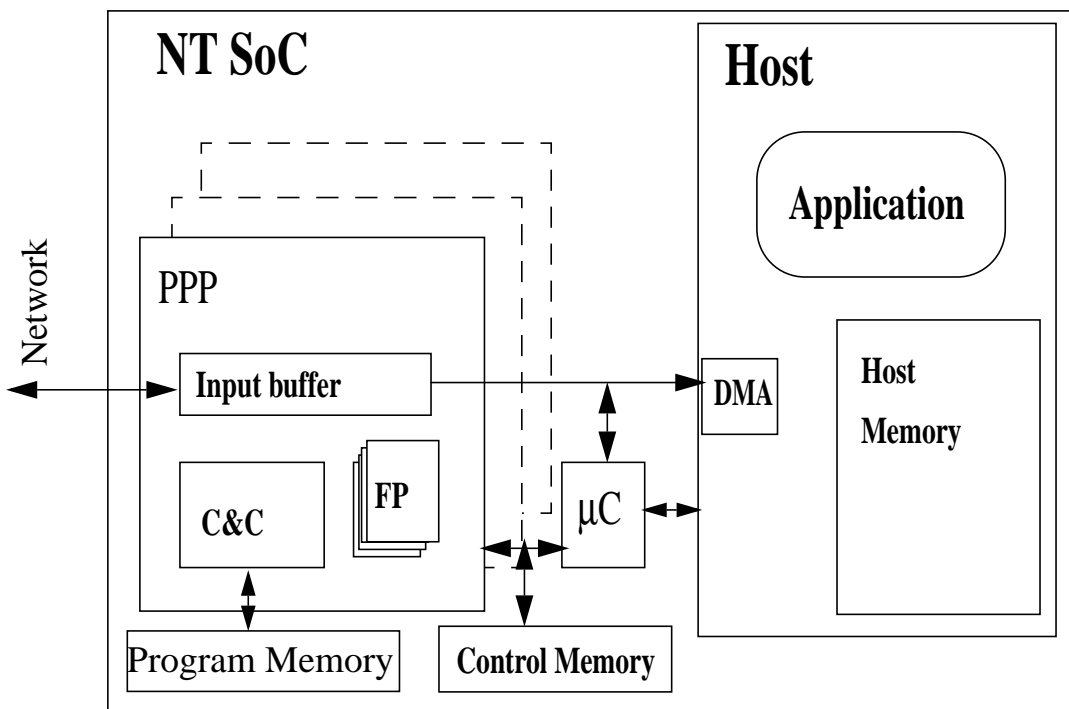 NT SoC
Host
Application
Network
PPP
Input buffer
DMA
Host
Memory
C&C
FP
μC
Program Memory
Control Memory